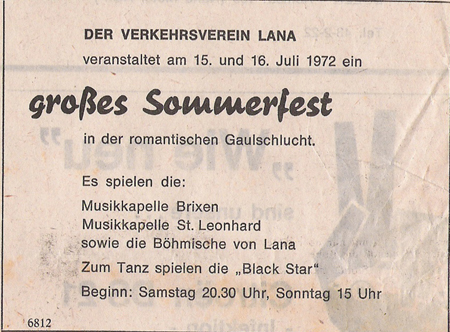 DER VERKEHRSVEREIN LANA
veranstaltet am 15. und 16. Juli 1972 ein
großes Sommerfest
in der romantischen Gaulschlucht.
Es spielen die:
Musikkapelle Brixen
Musikkapelle St. Leonhard
sowie die Böhmische von Lana
Zum Tanz spielen die „Black Star"
Beginn: Samstag 20.30 Uhr, Sonntag 15 Uhr
6812